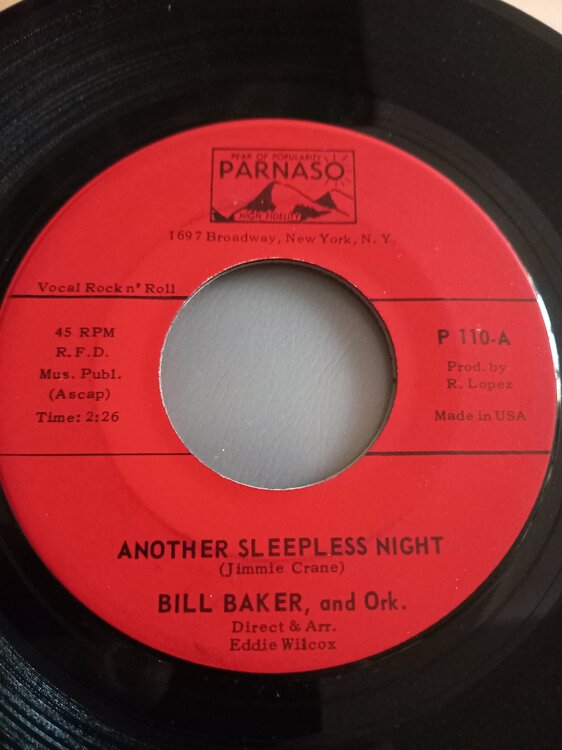 PEAK OF POPULARITY
PARNASO
HIGH FIDELITY
1697 Broadway, New York, N. Y.
Vocal Rock n' Roll
45 RPM
R. F. D.
Mus. Publ.
(Ascap)
Time: 2:26
P 110-A
Prod. by
R. Lopez
Made in USA
ANOTHER SLEEPLESS NIGHT
(Jimmie Crane)
BILL BAKER, and Ork.
Direct & Arr.
Eddie Wilcox